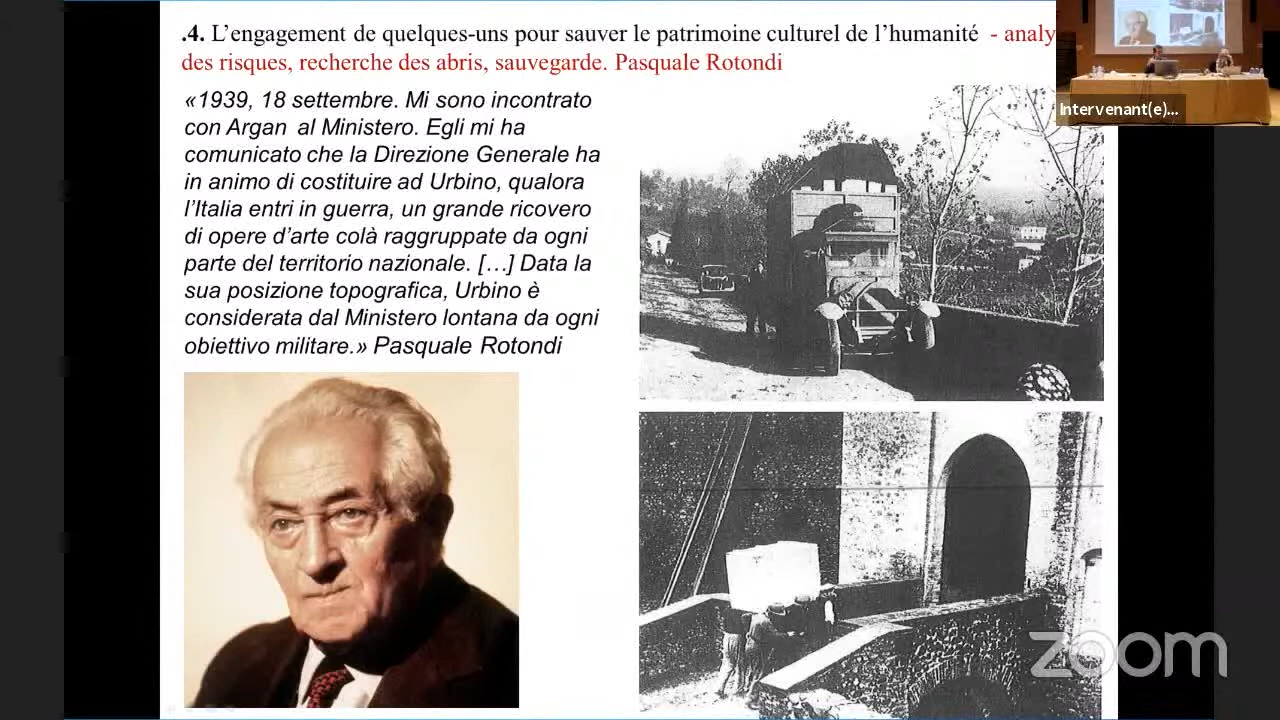 .4. L’engagement de quelques-uns pour sauver le patrimoine culturel de l’humanité - analy
des risques, recherche des abris, sauvegarde. Pasquale Rotondi
«1939, 18 settembre. Mi sono incontrato
con Argan al Ministero. Egli mi ha
comunicato che la Direzione Generale ha
in animo di costituire ad Urbino, qualora
l’Italia entri in guerra, un grande ricovero
di opere d’arte colà raggruppate da ogni
parte del territorio nazionale. […] Data la
sua posizione topografica, Urbino è
considerata dal Ministero lontana da ogni
obiettivo militare.» Pasquale Rotondi
Intervenant(e)...
zoom